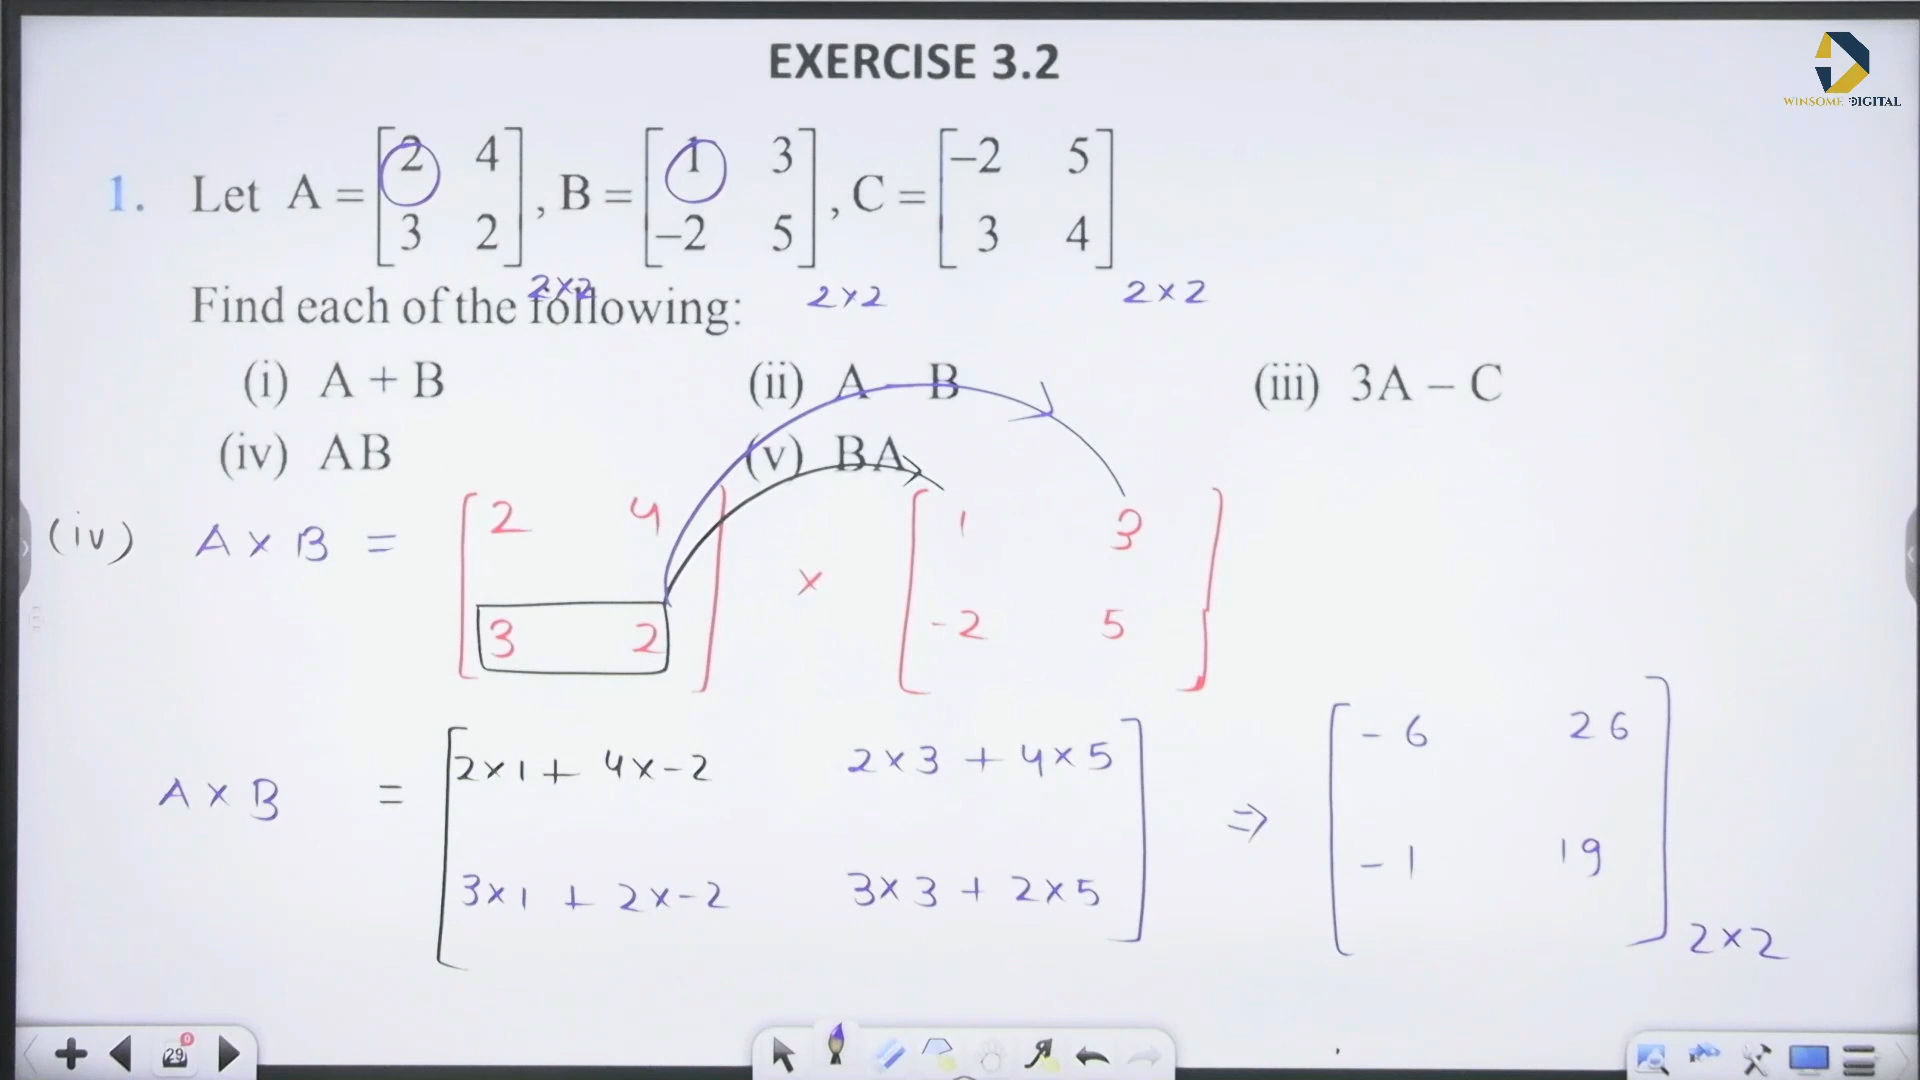 EXERCISE 3.2
WINSOME DIGITAL
1. Let A = [2 4; 3 2], B = [1 3; -2 5], C = [-2 5; 3 4]
2×2 2×2 2×2
Find each of the following:
(i) A + B (ii) A B (iii) 3A – C
(iv) AB (v) BA
(iv) A × B = [2 4; 3 2] × [1 3; -2 5]
A × B = [2×1 + 4×-2 2×3 + 4×5; 3×1 + 2×-2 3×3 + 2×5] ⇒ [-6 26; -1 19] 2×2
29
0